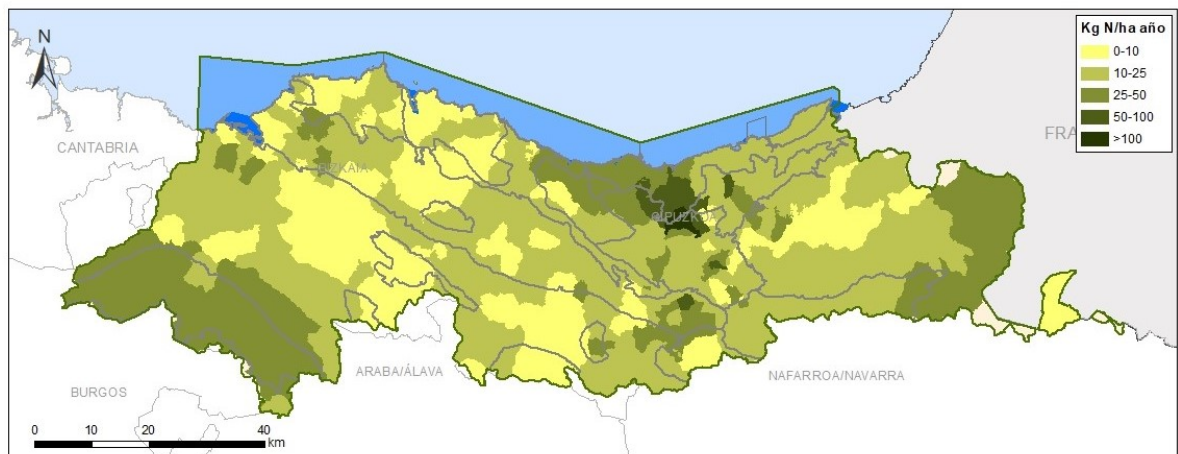 N
Kg N/ha año
0-10
10-25
25-50
50-100
>100
CANTABRIA
BIZKAIA
GIPUZKOA
FRA
ARABA/ÁLAVA
NAFARROA/NAVARRA
BURGOS
0 10 20 40
km